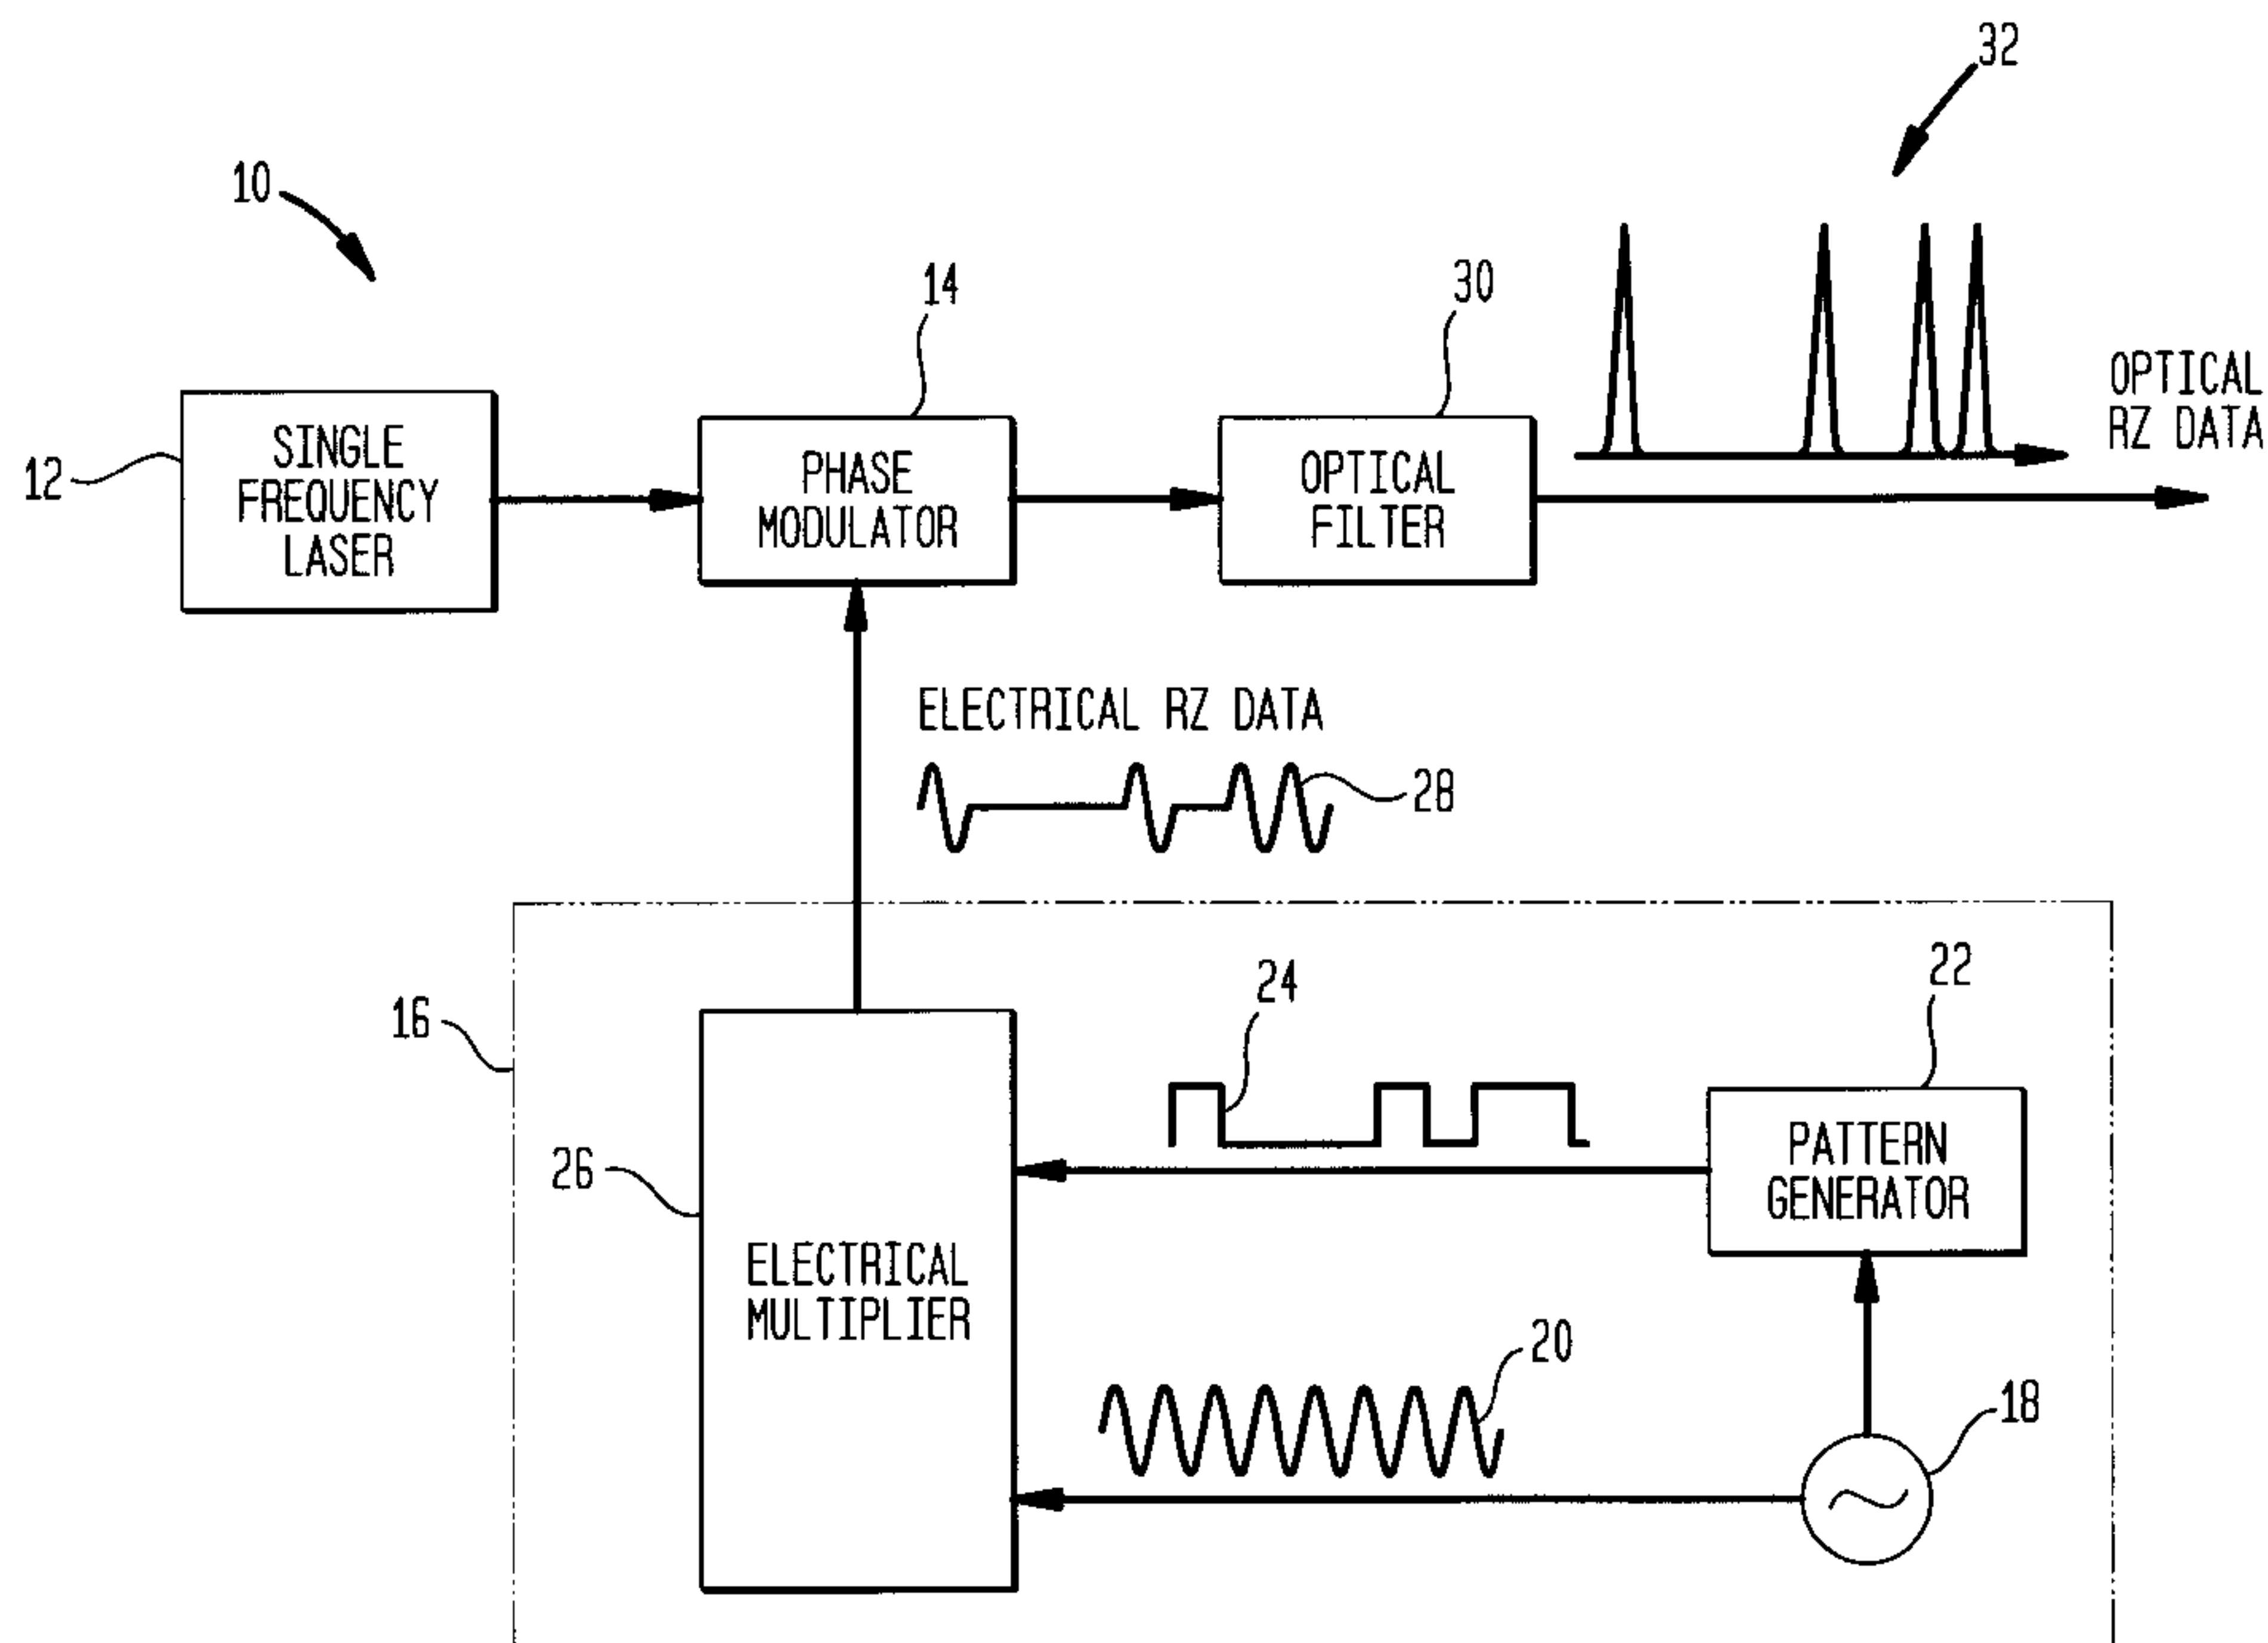 32
10
14
30
OPTICAL
RZ DATA
12
SINGLE
FREQUENCY
LASER
PHASE
MODULATOR
OPTICAL
FILTER
ELECTRICAL RZ DATA
28
16
24
22
26
PATTERN
GENERATOR
ELECTRICAL
MULTIPLIER
20
18